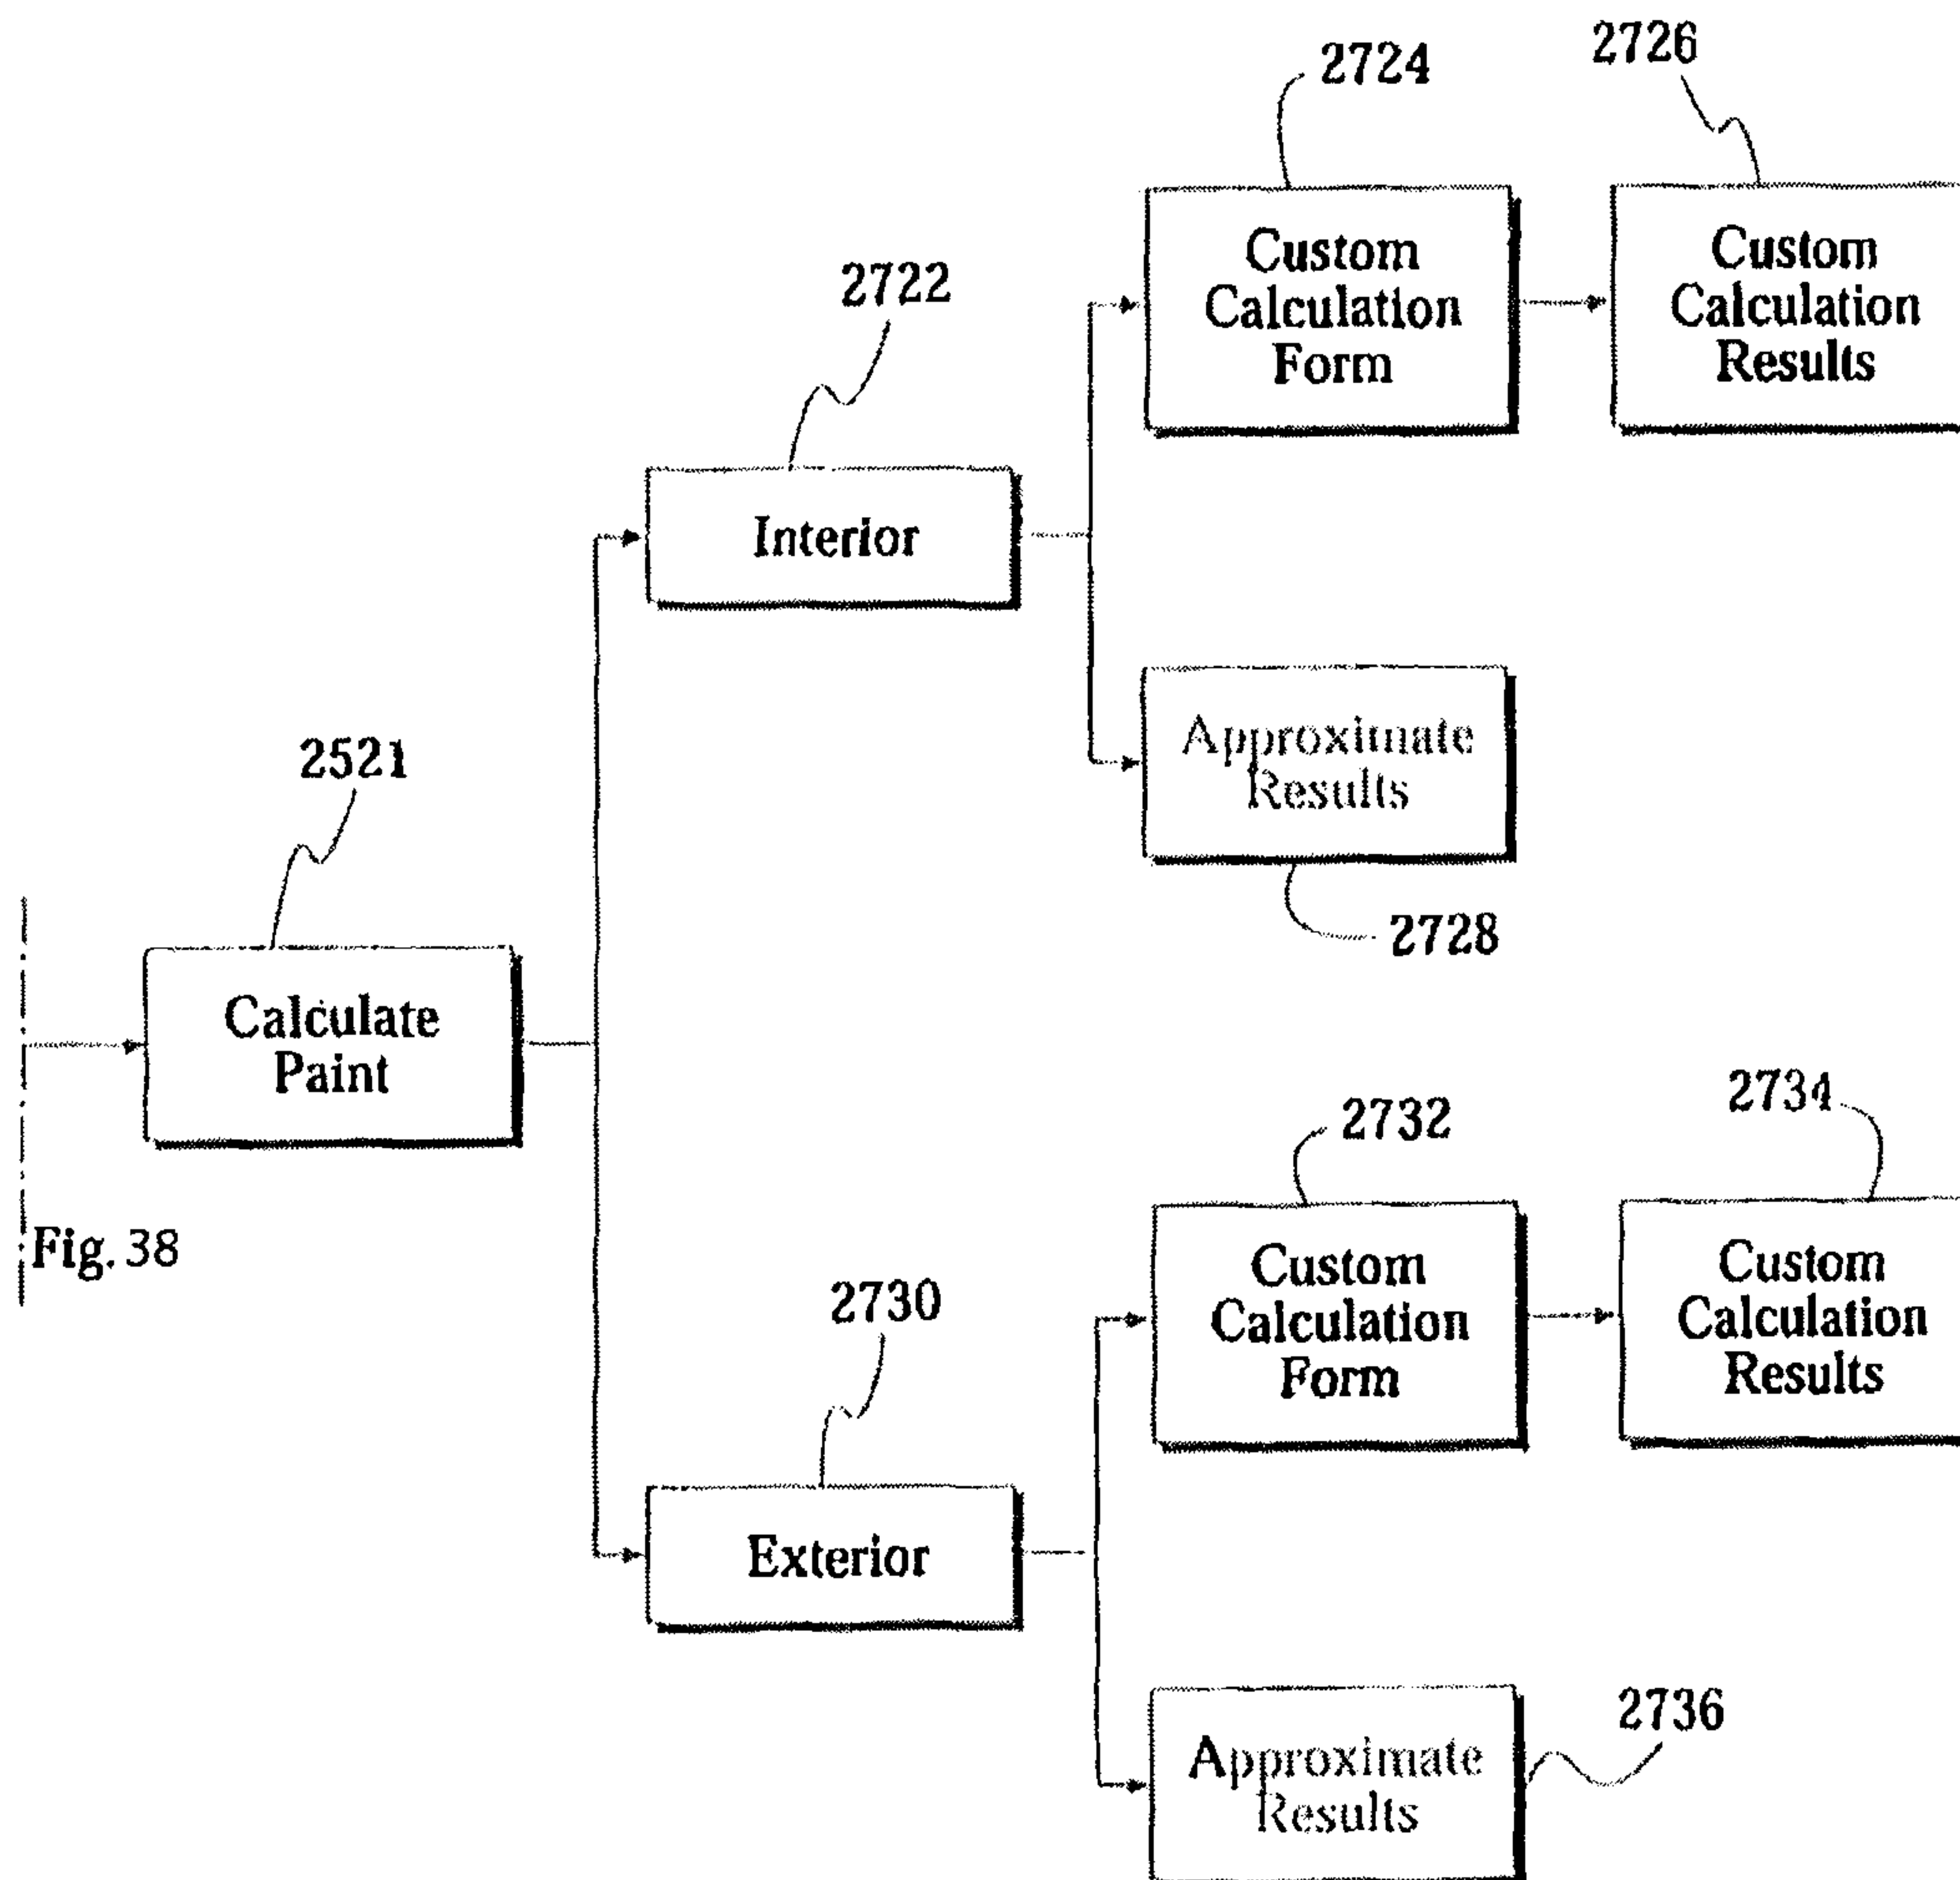 2726
2724
Custom
Calculation
Form
Custom
Calculation
Results
2722
Interior
Approximate
Results
2728
2521
Calculate
Paint
Fig. 38
2732
2734
Custom
Calculation
Form
Custom
Calculation
Results
2730
Exterior
Approximate
Results
2736